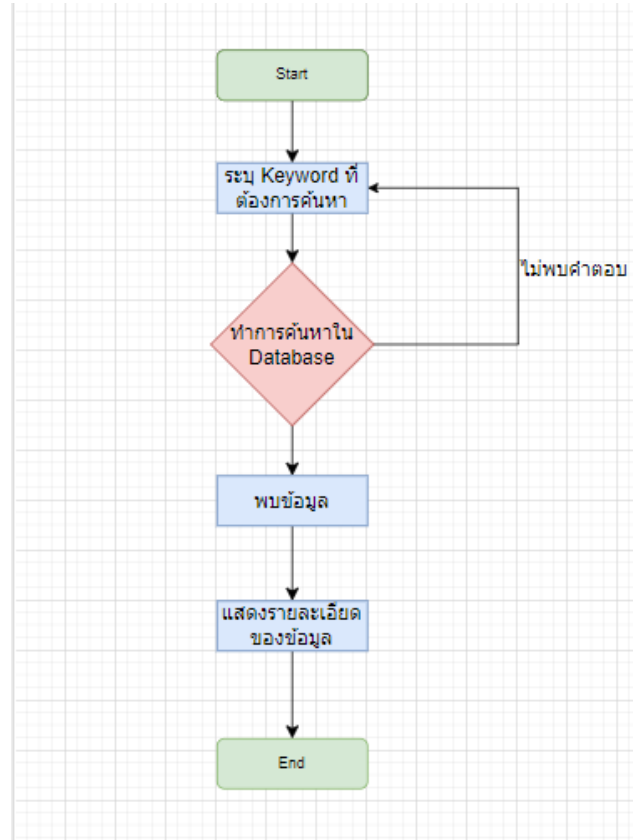 Start
ระบุ Keyword ที่
ต้องการค้นหา
ไม่พบคำตอบ
ทำการค้นหาใน
Database
พบข้อมูล
แสดงรายละเอียด
ของข้อมูล
End